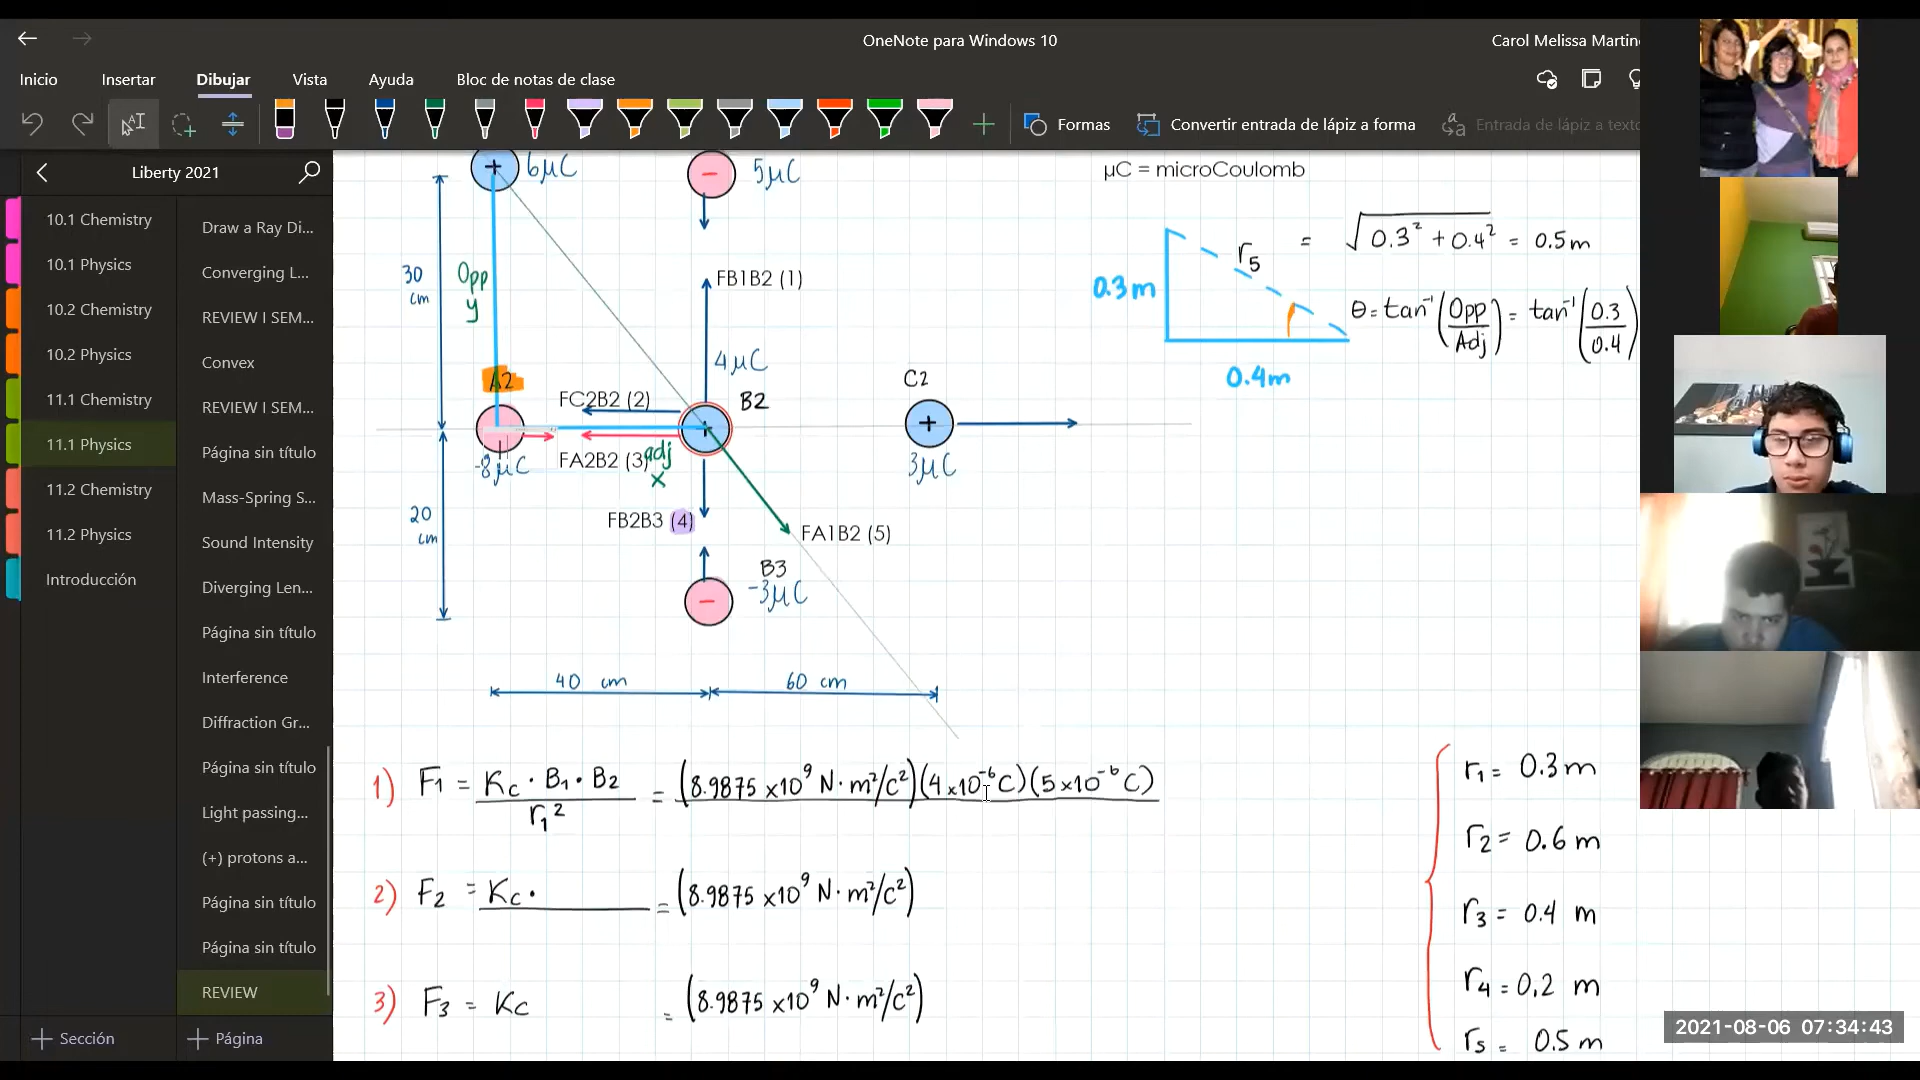 OneNote para Windows 10
Carol Melissa Martin
Inicio
Insertar
Dibujar
Vista
Ayuda
Bloc de notas de clase
Formas
Convertir entrada de lápiz a forma
Entrada de lápiz a texto
Liberty 2021
10.1 Chemistry
10.1 Physics
10.2 Chemistry
10.2 Physics
11.1 Chemistry
11.1 Physics
11.2 Chemistry
11.2 Physics
Introducción
Sección
Draw a Ray Di...
Converging L...
REVIEW I SEM...
Convex
REVIEW I SEM...
Página sin título
Mass-Spring S...
Sound Intensity
Diverging Len...
Página sin título
Interference
Diffraction Gr...
Página sin título
Light passing...
(+) protons a...
Página sin título
Página sin título
REVIEW
Página
+ 6μC
- 5μC
μC = microCoulomb
30 cm
Opp y
FB1B2 (1)
4μC
A2
FC2B2 (2)
B2
C2
+
+
-8μC
FA2B2 (3)
adj x
3μC
20 cm
FB2B3 (4)
FA1B2 (5)
B3
-3μC
-
40 cm
60 cm
0.3m
r5 = √0.3² + 0.4² = 0.5m
θ = tan⁻¹(Opp/Adj) = tan⁻¹(0.3/0.4)
0.4m
1) F1 = Kc · B1 · B2 / r1² = (8.9875 x10⁹ N·m²/c²)(4x10⁻⁶C)(5x10⁻⁶C)
2) F2 = Kc · = (8.9875 x10⁹ N·m²/c²)
3) F3 = Kc = (8.9875 x10⁹ N·m²/c²)
r1 = 0.3m
r2 = 0.6 m
r3 = 0.4 m
r4 = 0.2 m
r5 = 0.5 m
2021-08-06 07:34:43